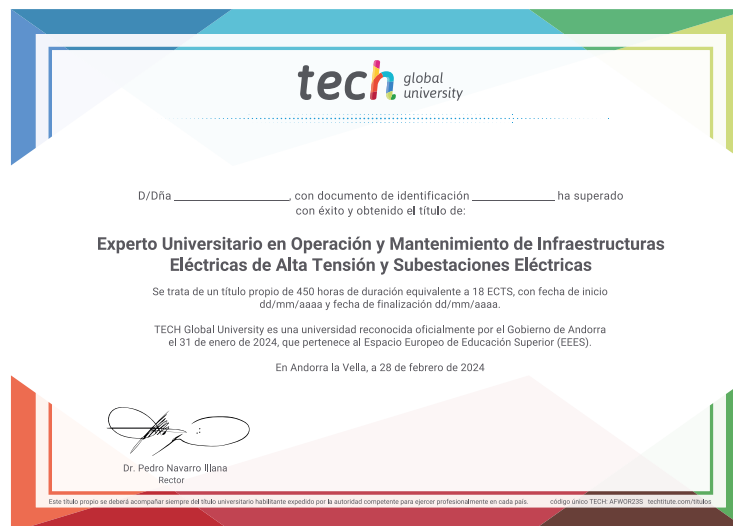 tech global
university
D/Dña ____________________, con documento de identificación ______________ ha superado
con éxito y obtenido el título de:
Experto Universitario en Operación y Mantenimiento de Infraestructuras
Eléctricas de Alta Tensión y Subestaciones Eléctricas
Se trata de un título propio de 450 horas de duración equivalente a 18 ECTS, con fecha de inicio
dd/mm/aaaa y fecha de finalización dd/mm/aaaa.
TECH Global University es una universidad reconocida oficialmente por el Gobierno de Andorra
el 31 de enero de 2024, que pertenece al Espacio Europeo de Educación Superior (EEES).
En Andorra la Vella, a 28 de febrero de 2024
Dr. Pedro Navarro Illana
Rector
Este título propio se deberá acompañar siempre del título universitario habilitante expedido por la autoridad competente para ejercer profesionalmente en cada país. código único TECH: AFWOR23S techtitute.com/titulos